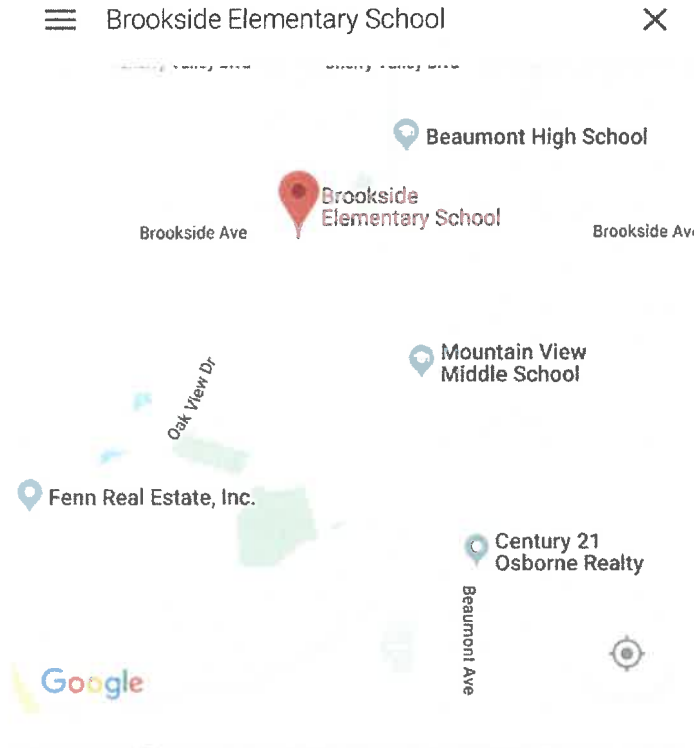 Brookside Elementary School
Beaumont High School
Brookside
Elementary School
Brookside Ave
Brookside Ave
Mountain View
Middle School
Oak View Dr
Fenn Real Estate, Inc.
Century 21
Osborne Realty
Beaumont Ave
Google